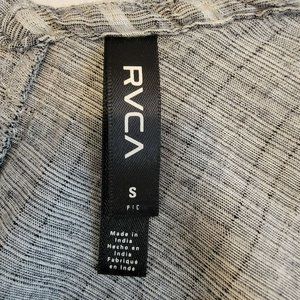 RVCA
S
P/C
Made in
India
Hecho en
India
Fabriqué
en Inde